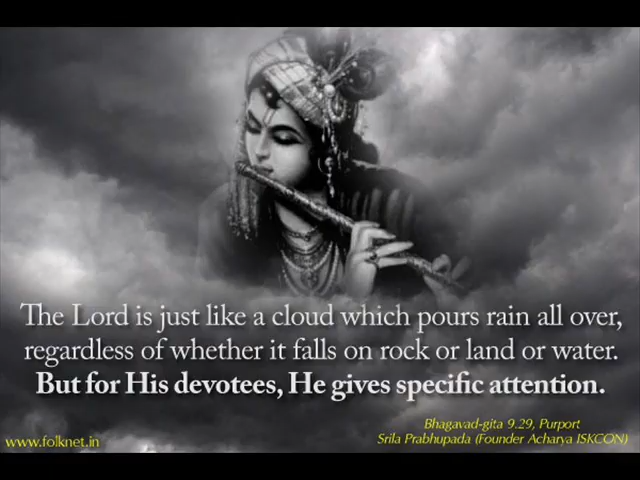 The Lord is just like a cloud which pours rain all over,
regardless of whether it falls on rock or land or water.
But for His devotees, He gives specific attention.
Bhagavad-gita 9.29, Purport
Srila Prabhupada (Founder Acharya ISKCON)
www.folknet.in